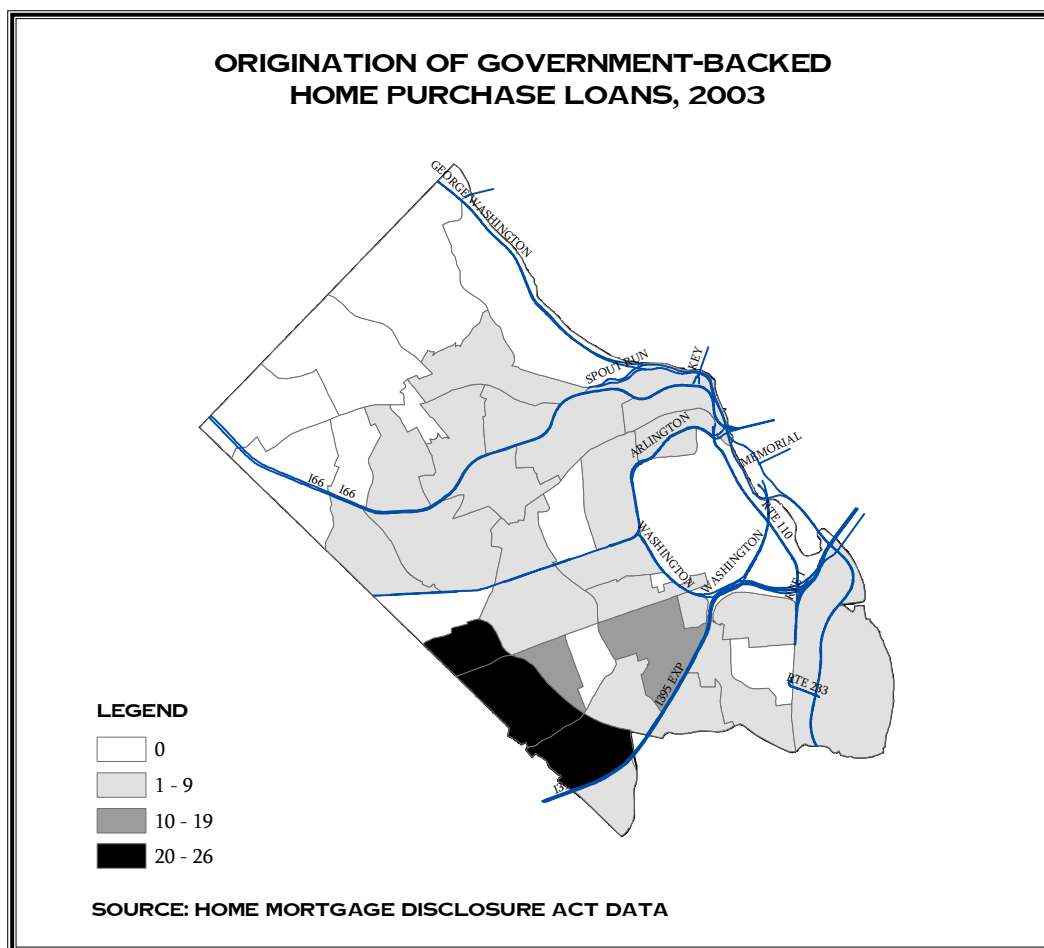 ORIGINATION OF GOVERNMENT-BACKED
HOME PURCHASE LOANS, 2003
GEORGE WASHINGTON
SPOUT RUN
KEY
ARLINGTON
MEMORIAL
I66
I66
RTE 110
WASHINGTON
WASHINGTON
RTE 1
I395 EXP
RTE 233
LEGEND
0
1 - 9
10 - 19
20 - 26
SOURCE: HOME MORTGAGE DISCLOSURE ACT DATA